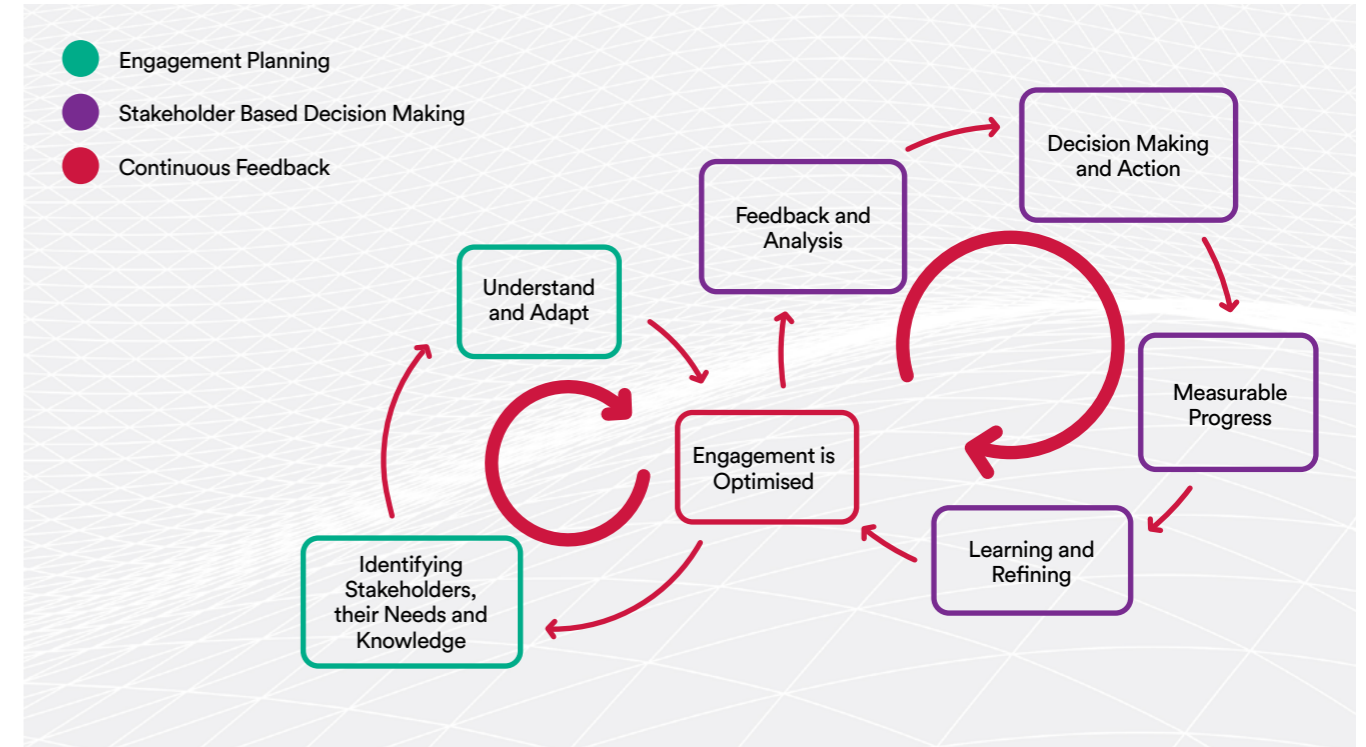 Engagement Planning
Stakeholder Based Decision Making
Continuous Feedback
Decision Making
and Action
Feedback and
Analysis
Understand
and Adapt
Measurable
Progress
Engagement is
Optimised
Learning and
Refining
Identifying
Stakeholders,
their Needs and
Knowledge